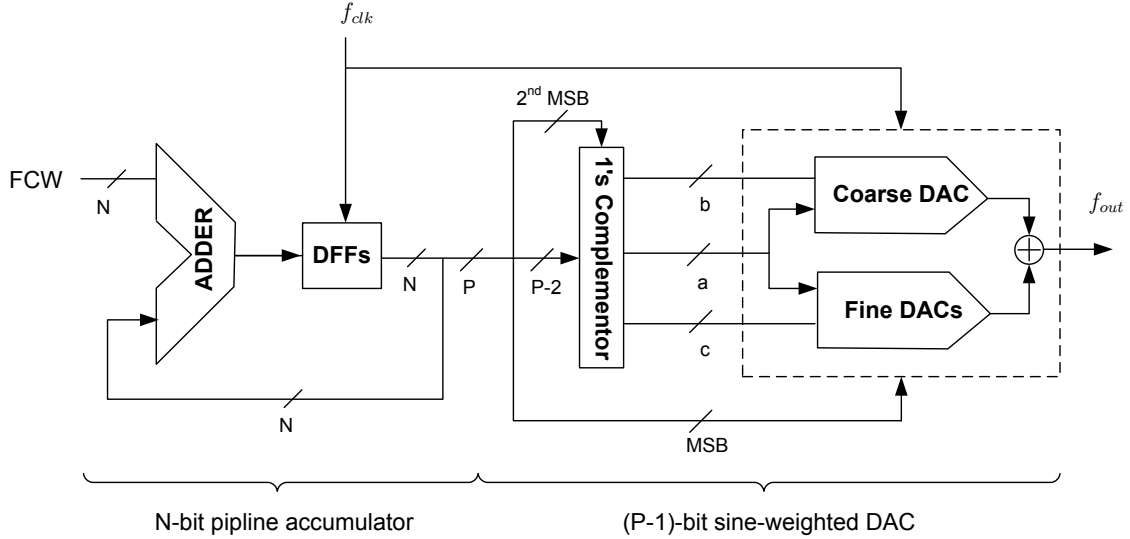 f_clk
2nd MSB
FCW
N
ADDER
DFFs
N
P
P-2
1's Complementor
b
a
c
Coarse DAC
Fine DACs
f_out
N
MSB
N-bit pipline accumulator
(P-1)-bit sine-weighted DAC